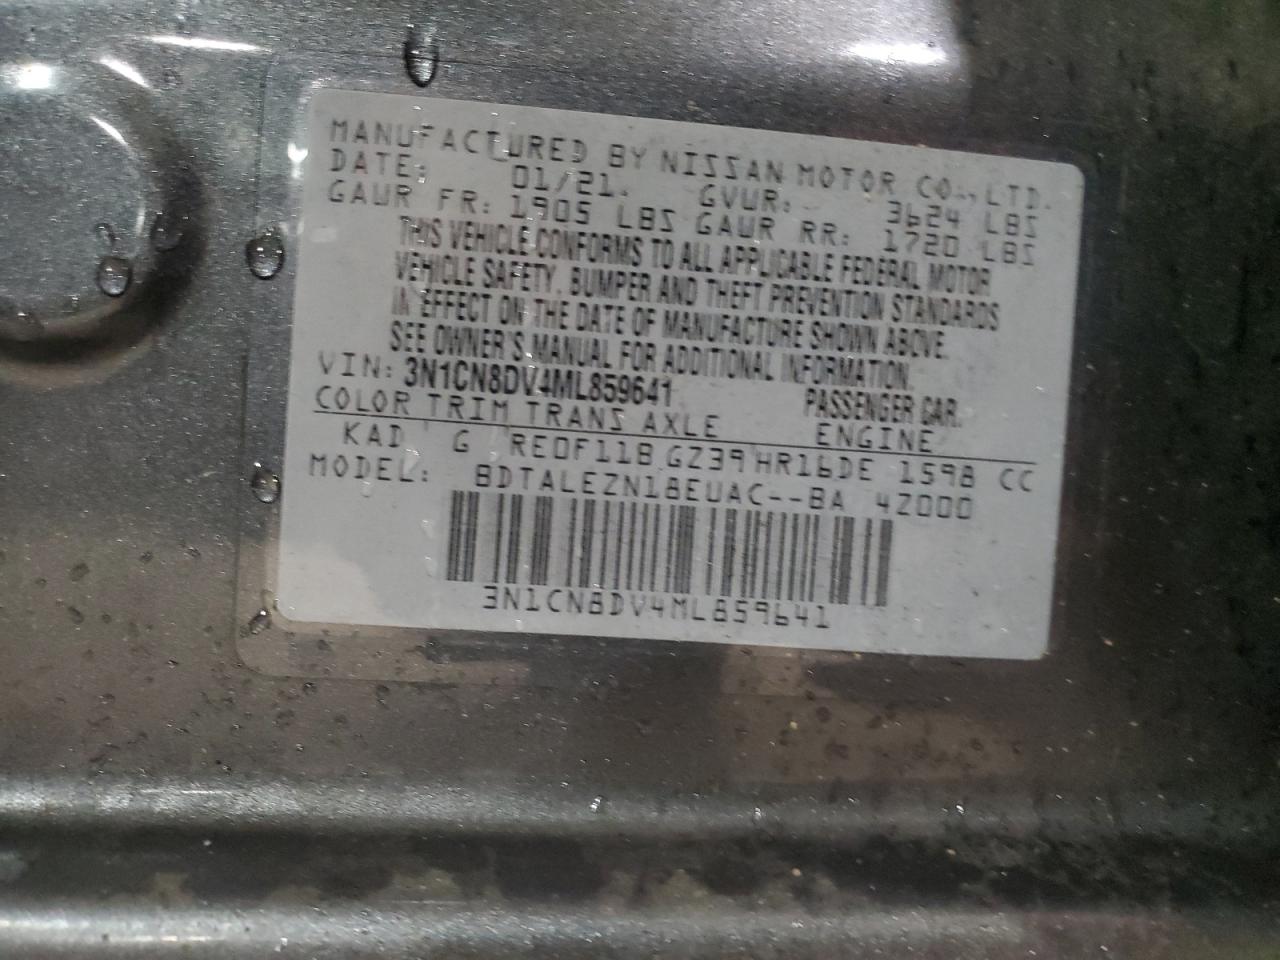 MANUFACTURED BY NISSAN MOTOR CO., LTD.
DATE: 01/21. GVWR: 3624 LBS
GAWR FR: 1905 LBS GAWR RR: 1720 LBS
THIS VEHICLE CONFORMS TO ALL APPLICABLE FEDERAL MOTOR
VEHICLE SAFETY, BUMPER AND THEFT PREVENTION STANDARDS
IN EFFECT ON THE DATE OF MANUFACTURE SHOWN ABOVE.
SEE OWNER'S MANUAL FOR ADDITIONAL INFORMATION.
VIN: 3N1CN8DV4ML859641 PASSENGER CAR.
COLOR TRIM TRANS AXLE ENGINE
KAD G RE0F11B GZ39 HR16DE 1598 CC
MODEL: BDTALEZN18EUAC--BA 4Z000
3N1CN8DV4ML859641